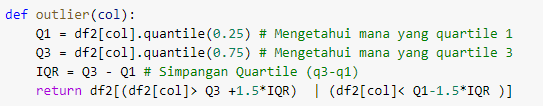 def outlier(col):
    Q1 = df2[col].quantile(0.25) # Mengetahui mana yang quartile 1
    Q3 = df2[col].quantile(0.75) # Mengetahui mana yang quartile 3
    IQR = Q3 - Q1 # Simpangan Quartile (q3-q1)
    return df2[(df2[col]> Q3 +1.5*IQR)  | (df2[col]< Q1-1.5*IQR )]